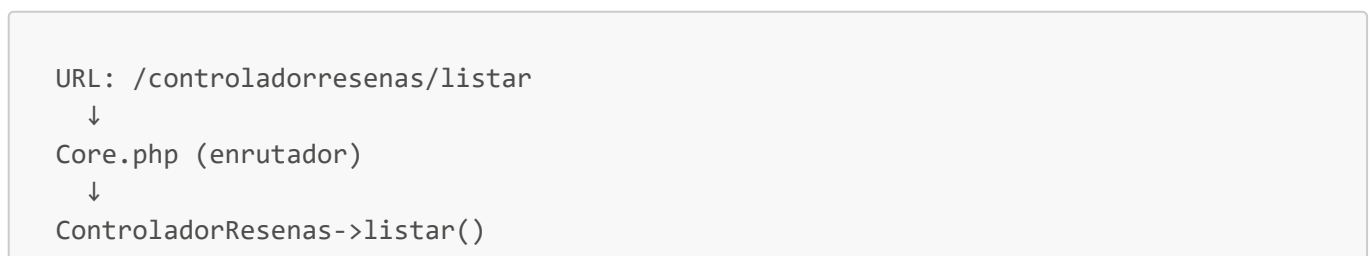 URL: /controladorresenas/listar
↓
Core.php (enrutador)
↓
ControladorResenas->listar()